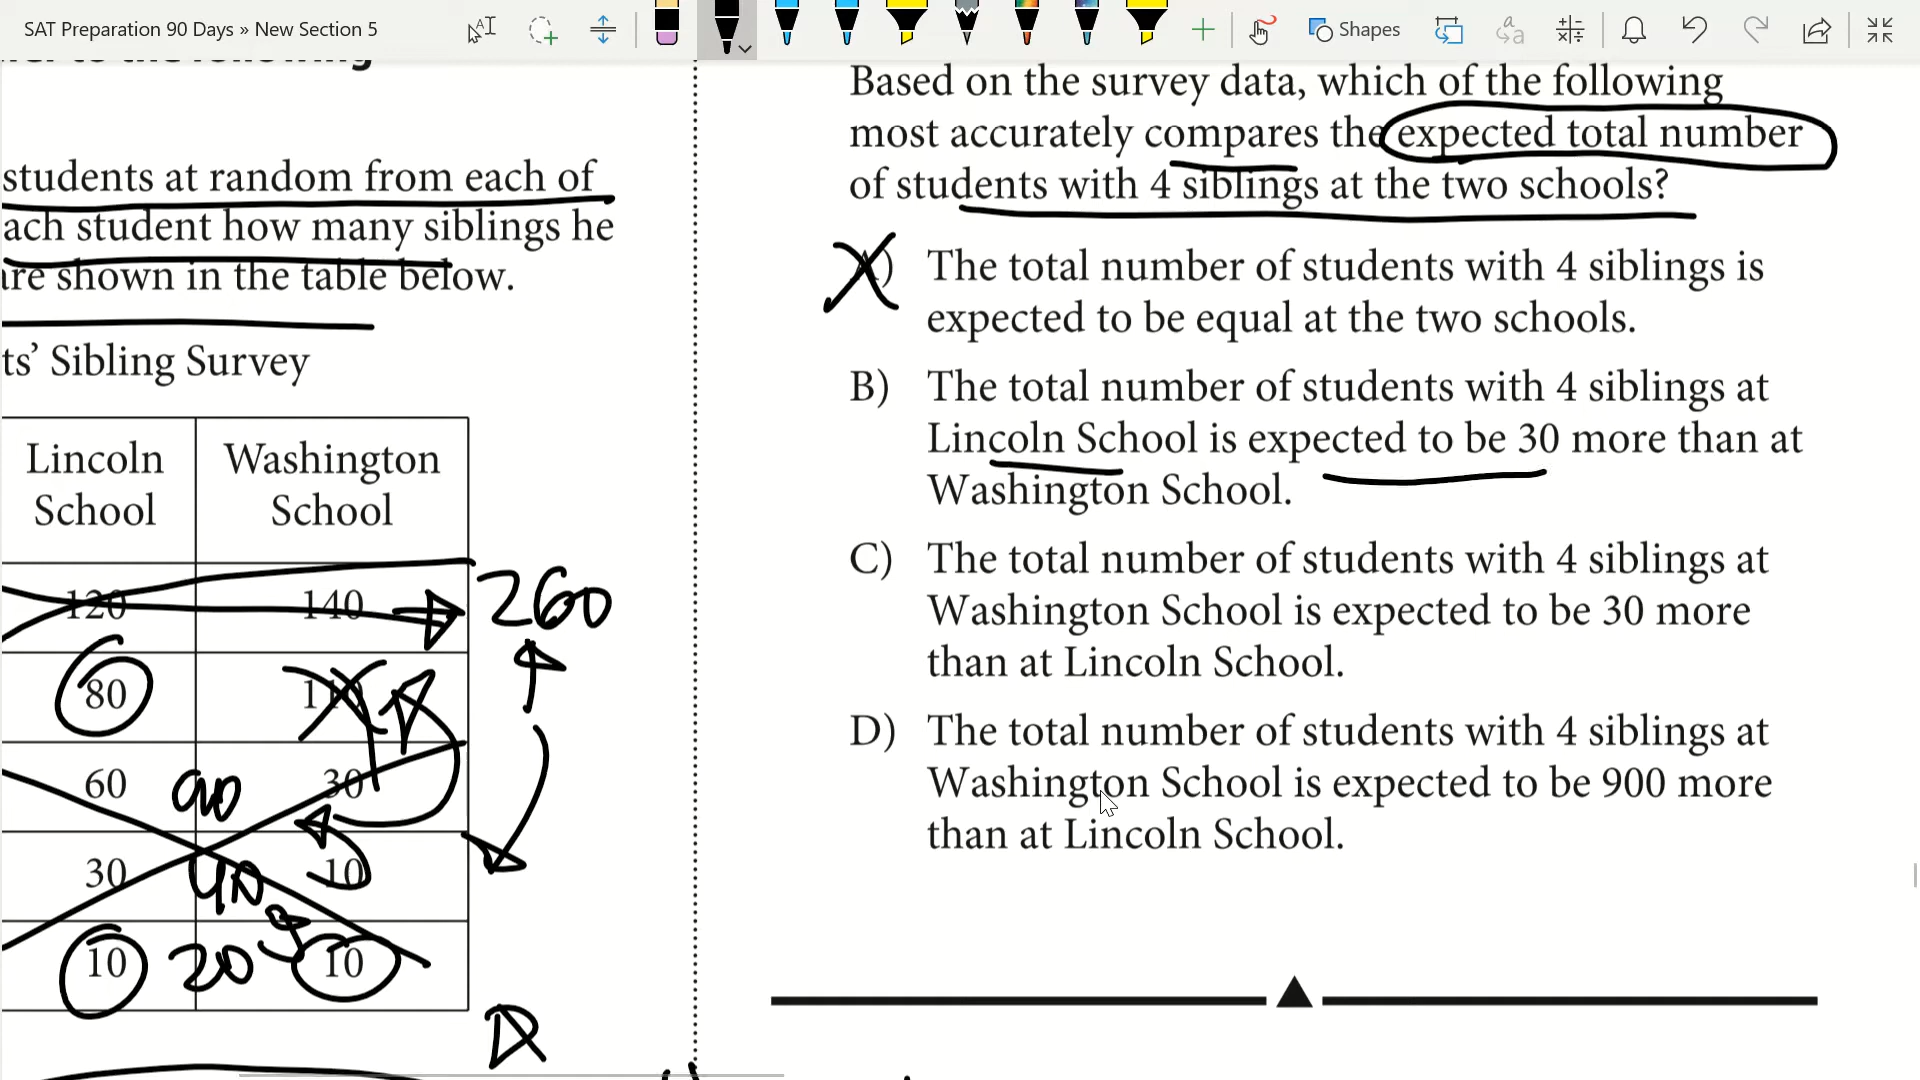 SAT Preparation 90 Days » New Section 5
Shapes
students at random from each of
ach student how many siblings he
are shown in the table below.
ts’ Sibling Survey
Lincoln School
Washington School
120 140 260
80
60 90 30
30 40 10
10 20 10
Based on the survey data, which of the following
most accurately compares the expected total number
of students with 4 siblings at the two schools?
A) The total number of students with 4 siblings is
expected to be equal at the two schools.
B) The total number of students with 4 siblings at
Lincoln School is expected to be 30 more than at
Washington School.
C) The total number of students with 4 siblings at
Washington School is expected to be 30 more
than at Lincoln School.
D) The total number of students with 4 siblings at
Washington School is expected to be 900 more
than at Lincoln School.